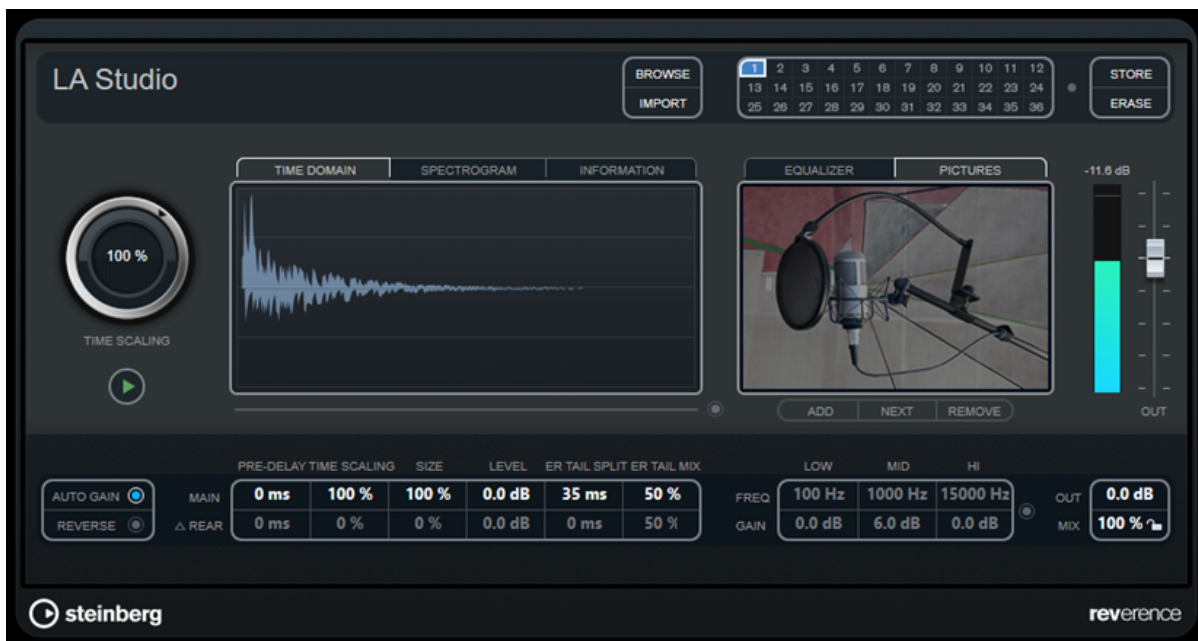 LA Studio
BROWSE
IMPORT
1 2 3 4 5 6 7 8 9 10 11 12
13 14 15 16 17 18 19 20 21 22 23 24
25 26 27 28 29 30 31 32 33 34 35 36
STORE
ERASE
TIME DOMAIN SPECTROGRAM INFORMATION
EQUALIZER PICTURES
-11.6 dB
100 %
TIME SCALING
ADD NEXT REMOVE
OUT
PRE-DELAY TIME SCALING SIZE LEVEL ER TAIL SPLIT ER TAIL MIX
LOW MID HI
AUTO GAIN MAIN 0 ms 100 % 100 % 0.0 dB 35 ms 50 % FREQ 100 Hz 1000 Hz 15000 Hz OUT 0.0 dB
REVERSE △ REAR 0 ms 0 % 0 % 0.0 dB 0 ms 50 % GAIN 0.0 dB 6.0 dB 0.0 dB MIX 100 %
steinberg
reverence